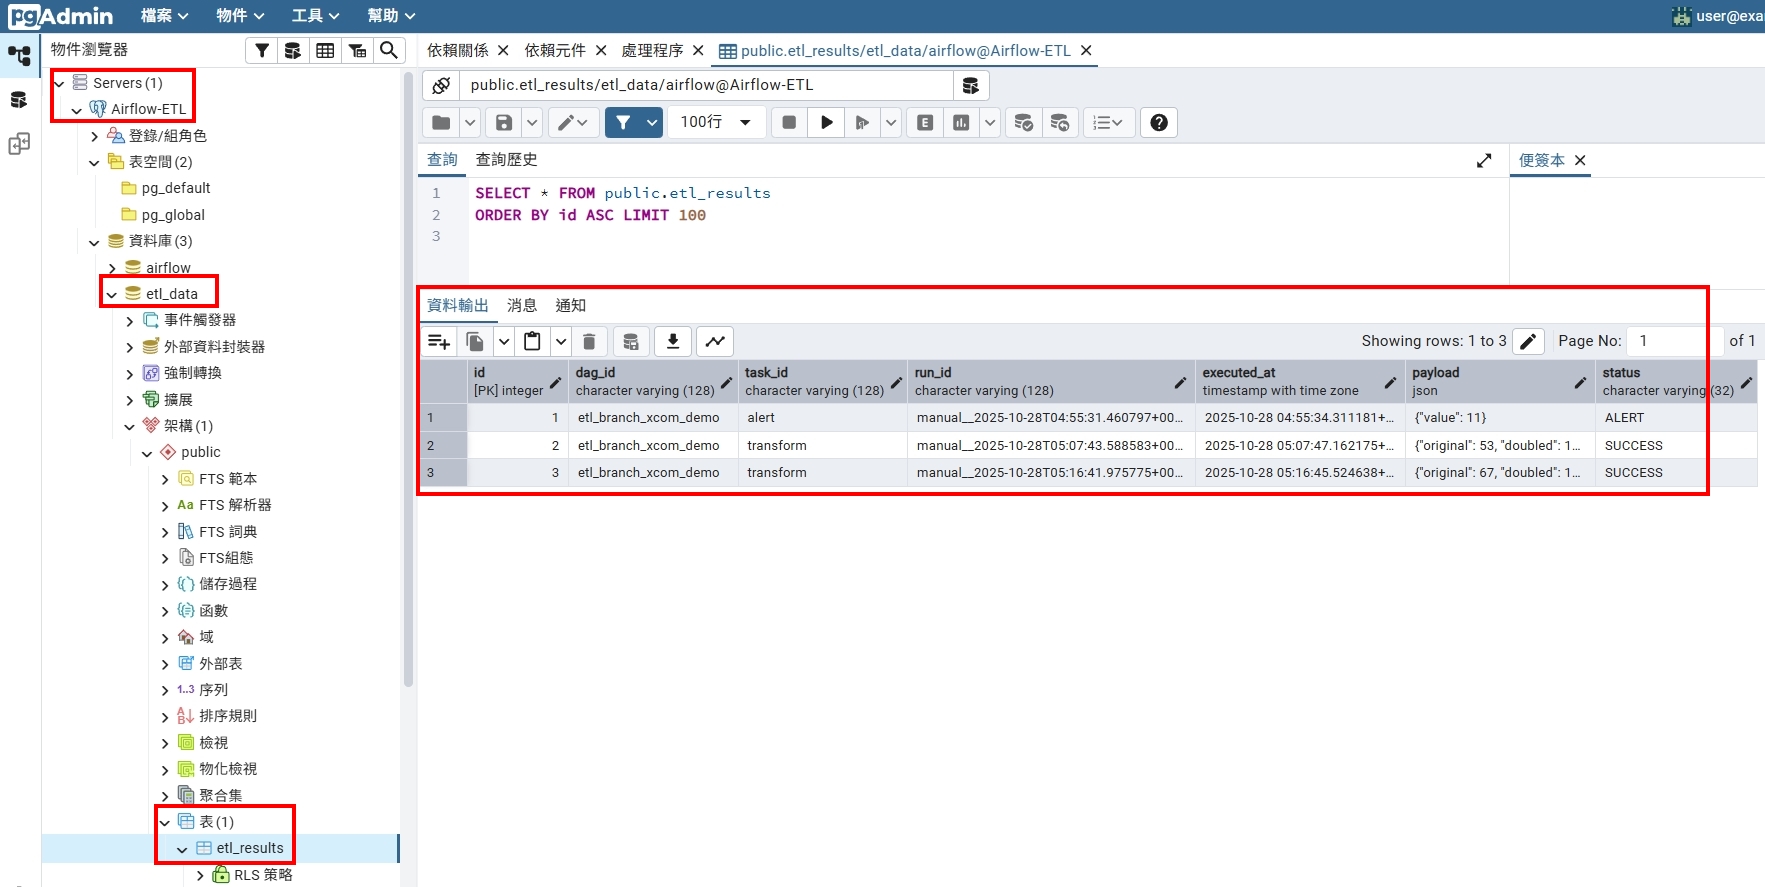 pgAdmin 檔案 物件 工具 幫助 user@exa
物件瀏覽器
依賴關係 依賴元件 處理程序 public.etl_results/etl_data/airflow@Airflow-ETL
Servers (1)
Airflow-ETL
登錄/組角色
表空間 (2)
pg_default
pg_global
資料庫 (3)
airflow
etl_data
事件觸發器
外部資料封裝器
強制轉換
擴展
架構 (1)
public
FTS 範本
Aa FTS 解析器
FTS 詞典
FTS組態
儲存過程
函數
域
外部表
1..3 序列
排序規則
檢視
物化檢視
聚合集
表 (1)
etl_results
RLS 策略
public.etl_results/etl_data/airflow@Airflow-ETL
100行
查詢 查詢歷史
便簽本
1 SELECT * FROM public.etl_results
2 ORDER BY id ASC LIMIT 100
3
資料輸出 消息 通知
Showing rows: 1 to 3 Page No: 1 of 1
id dag_id task_id run_id executed_at payload status
[PK] integer character varying (128) character varying (128) character varying (128) timestamp with time zone json character varying (32)
1 1 etl_branch_xcom_demo alert manual__2025-10-28T04:55:31.460797+00... 2025-10-28 04:55:34.311181+... {"value": 11} ALERT
2 2 etl_branch_xcom_demo transform manual__2025-10-28T05:07:43.588583+00... 2025-10-28 05:07:47.162175+... {"original": 53, "doubled": 1... SUCCESS
3 3 etl_branch_xcom_demo transform manual__2025-10-28T05:16:41.975775+00... 2025-10-28 05:16:45.524638+... {"original": 67, "doubled": 1... SUCCESS